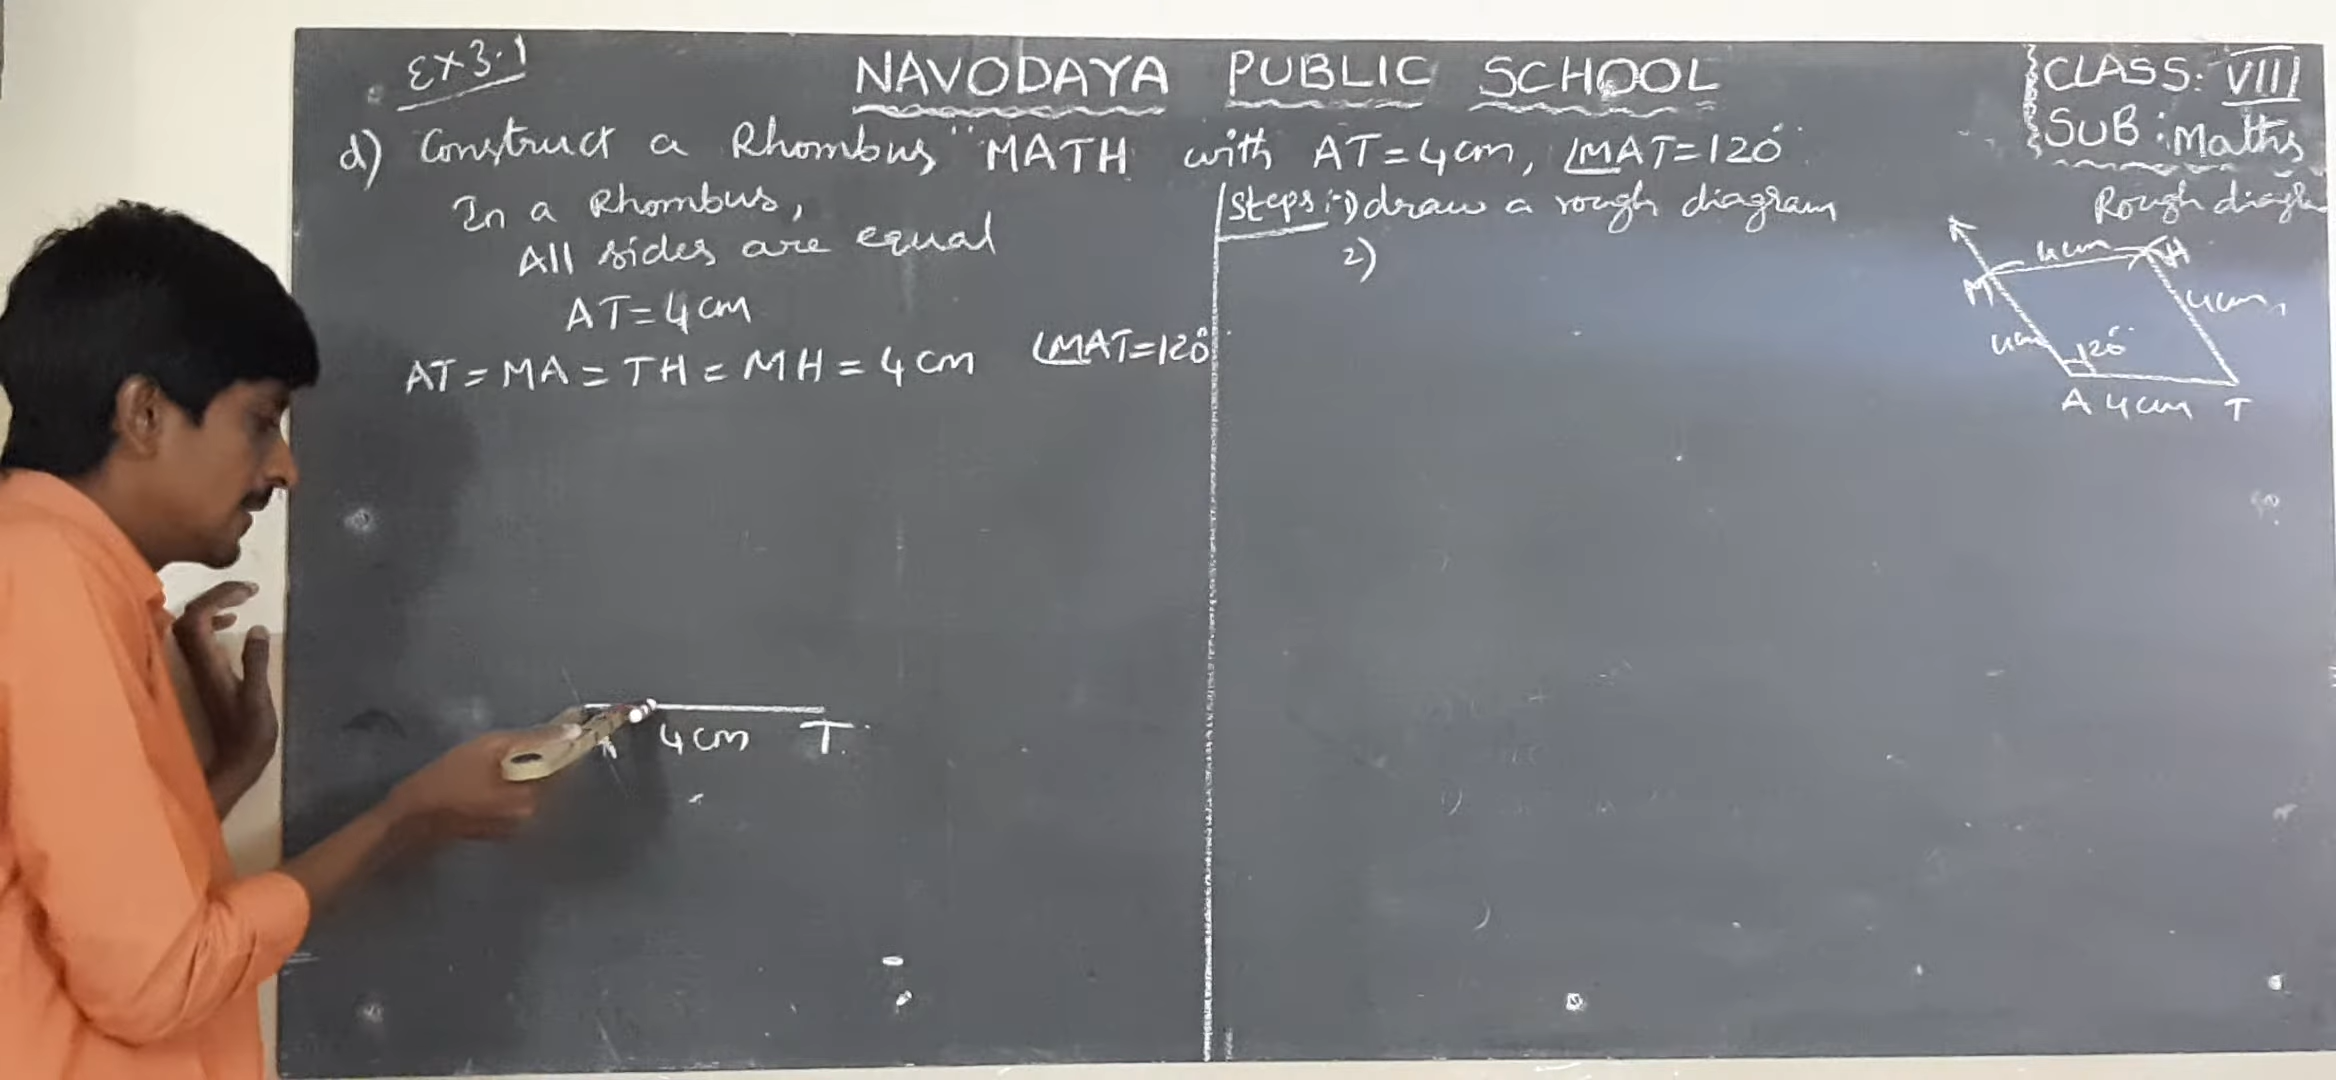 Ex 3.1
NAVODAYA PUBLIC SCHOOL
CLASS: VIII
SUB: Maths
d) Construct a Rhombus "MATH with AT=4cm, ∠MAT=120°
In a Rhombus,
All sides are equal
AT=4cm
AT = MA = TH = MH = 4cm ∠MAT=120°
4cm T
Steps:-1) draw a rough diagram
2)
Rough
4cm H
M 4cm
4cm 120°
A 4cm T